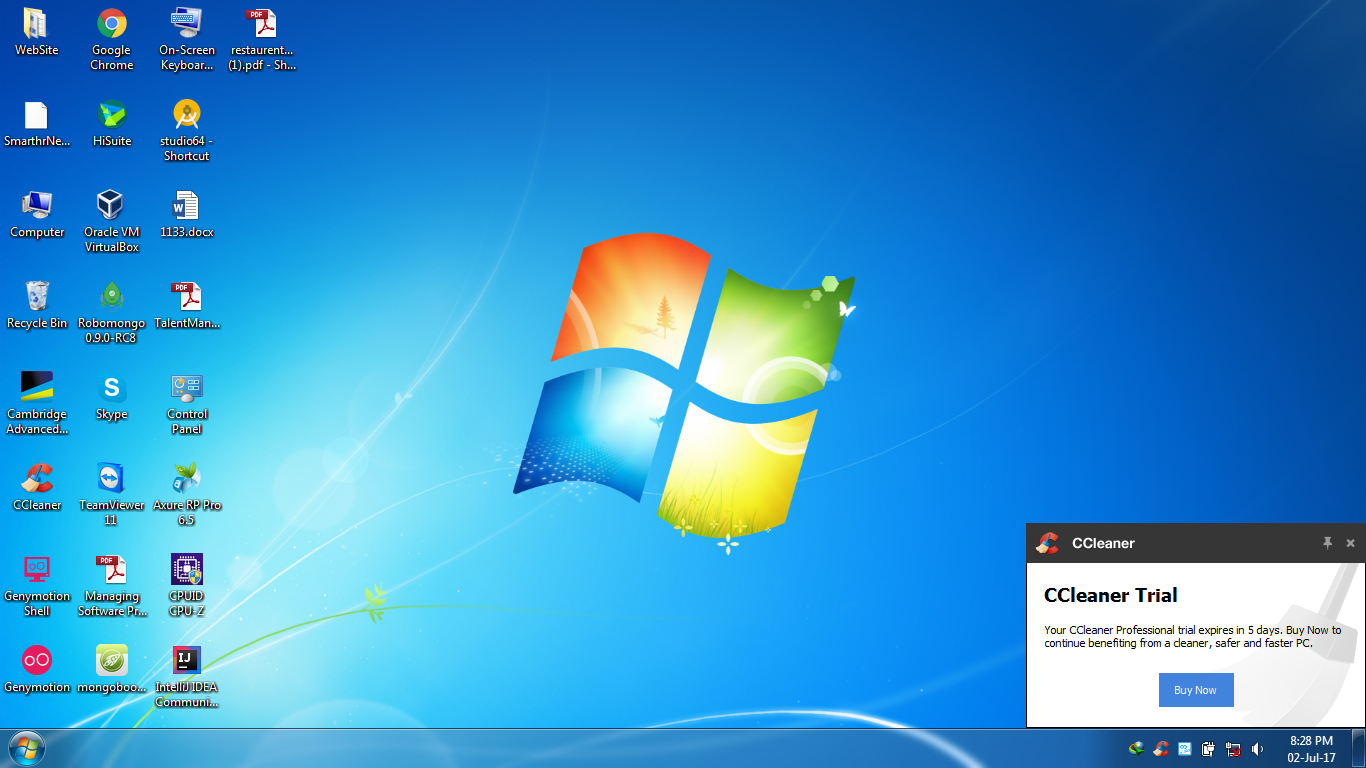 WebSite
Google
Chrome
On-Screen
Keyboar...
PDF
restaurent...
(1).pdf - Sh...
SmarthrNe...
HiSuite
studio64 -
Shortcut
Computer
Oracle VM
VirtualBox
W
1133.docx
Recycle Bin
Robomongo
0.9.0-RC8
PDF
TalentMan...
Cambridge
Advanced...
S
Skype
Control
Panel
CCleaner
TeamViewer
11
Axure RP Pro
6.5
Genymotion
Shell
PDF
Managing
Software Pr...
CPUID
CPU-Z
Genymotion
mongoboo...
IJ
IntelliJ IDEA
Communi...
CCleaner
CCleaner Trial
Your CCleaner Professional trial expires in 5 days. Buy Now to
continue benefiting from a cleaner, safer and faster PC.
Buy Now
8:28 PM
02-Jul-17